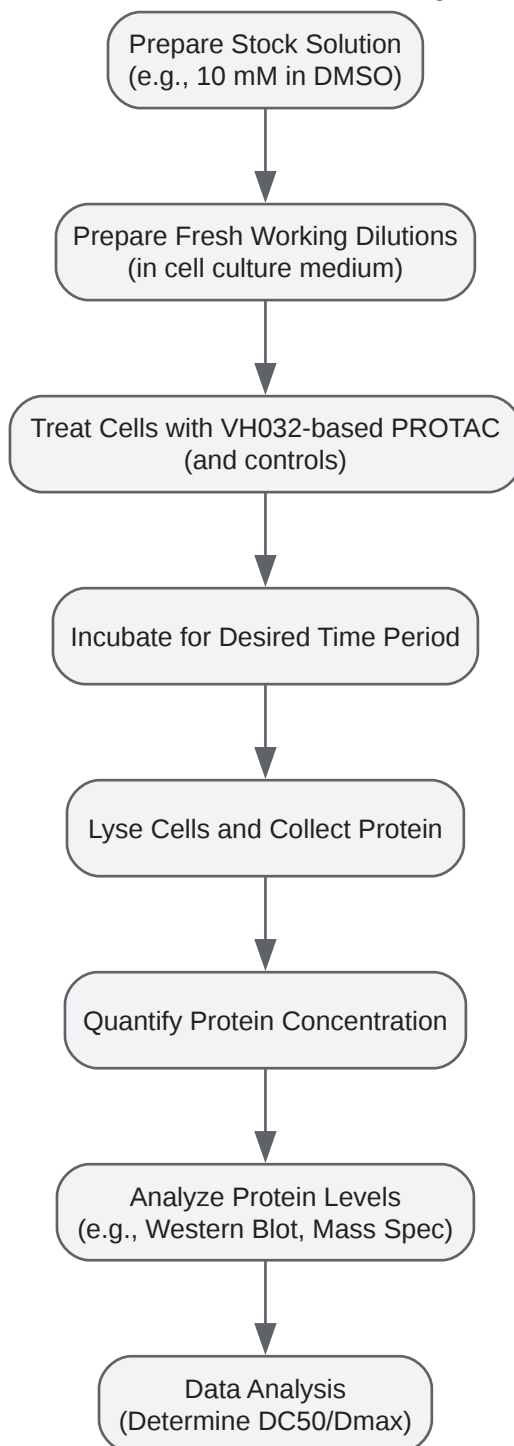 Prepare Stock Solution
(e.g., 10 mM in DMSO)
Prepare Fresh Working Dilutions
(in cell culture medium)
Treat Cells with VH032-based PROTAC
(and controls)
Incubate for Desired Time Period
Lyse Cells and Collect Protein
Quantify Protein Concentration
Analyze Protein Levels
(e.g., Western Blot, Mass Spec)
Data Analysis
(Determine DC50/Dmax)